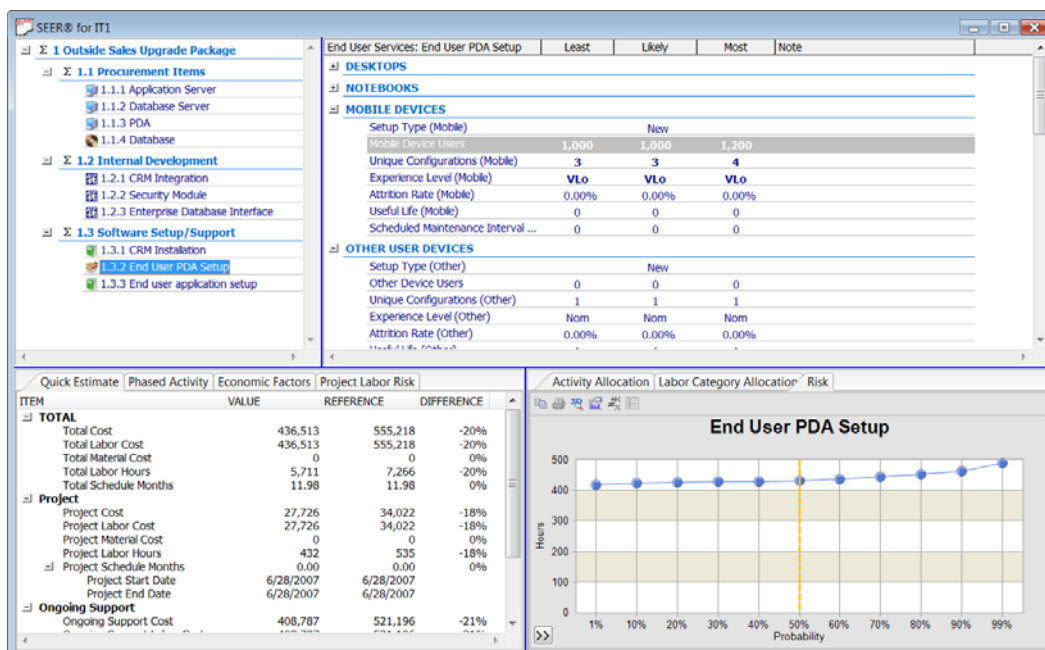 SEER® for IT1
Σ 1 Outside Sales Upgrade Package
Σ 1.1 Procurement Items
1.1.1 Application Server
1.1.2 Database Server
1.1.3 PDA
1.1.4 Database
Σ 1.2 Internal Development
1.2.1 CRM Integration
1.2.2 Security Module
1.2.3 Enterprise Database Interface
Σ 1.3 Software Setup/Support
1.3.1 CRM Installation
1.3.2 End User PDA Setup
1.3.3 End user application setup
End User Services: End User PDA Setup Least Likely Most Note
DESKTOPS
NOTEBOOKS
MOBILE DEVICES
Setup Type (Mobile) New
Mobile Device Users 1,000 1,000 1,200
Unique Configurations (Mobile) 3 3 4
Experience Level (Mobile) VLo VLo VLo
Attrition Rate (Mobile) 0.00% 0.00% 0.00%
Useful Life (Mobile) 0 0 0
Scheduled Maintenance Interval ... 0 0 0
OTHER USER DEVICES
Setup Type (Other) New
Other Device Users 0 0 0
Unique Configurations (Other) 1 1 1
Experience Level (Other) Nom Nom Nom
Attrition Rate (Other) 0.00% 0.00% 0.00%
Quick Estimate Phased Activity Economic Factors Project Labor Risk
ITEM VALUE REFERENCE DIFFERENCE
TOTAL
Total Cost 436,513 555,218 -20%
Total Labor Cost 436,513 555,218 -20%
Total Material Cost 0 0 0%
Total Labor Hours 5,711 7,266 -20%
Total Schedule Months 11.98 11.98 0%
Project
Project Cost 27,726 34,022 -18%
Project Labor Cost 27,726 34,022 -18%
Project Material Cost 0 0 0%
Project Labor Hours 432 535 -18%
Project Schedule Months 0.00 0.00 0%
Project Start Date 6/28/2007 6/28/2007
Project End Date 6/28/2007 6/28/2007
Ongoing Support
Ongoing Support Cost 408,787 521,196 -21%
Activity Allocation Labor Category Allocation Risk
End User PDA Setup
500
400
300
200
100
0
Hours
1% 10% 20% 30% 40% 50% 60% 70% 80% 90% 99%
Probability